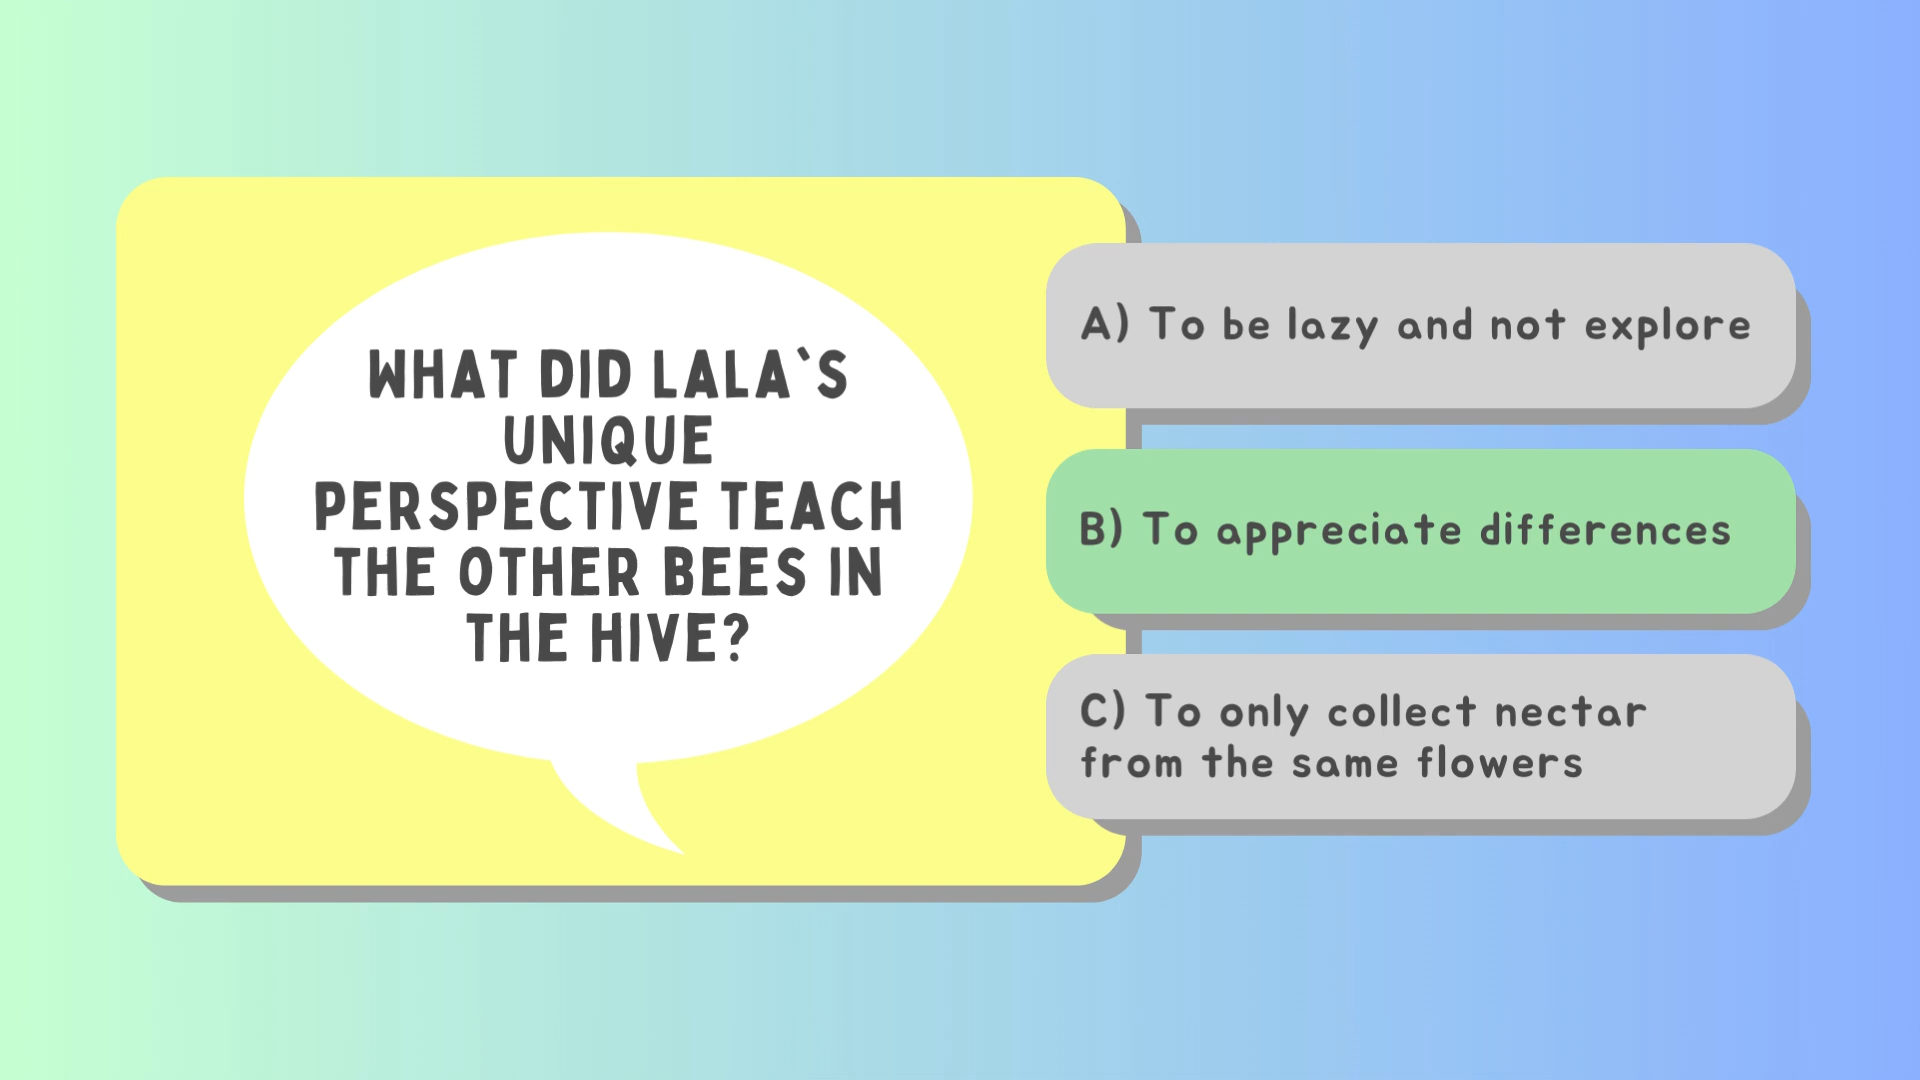 WHAT DID LALA`S
UNIQUE
PERSPECTIVE TEACH
THE OTHER BEES IN
THE HIVE?
A) To be lazy and not explore
B) To appreciate differences
C) To only collect nectar
from the same flowers